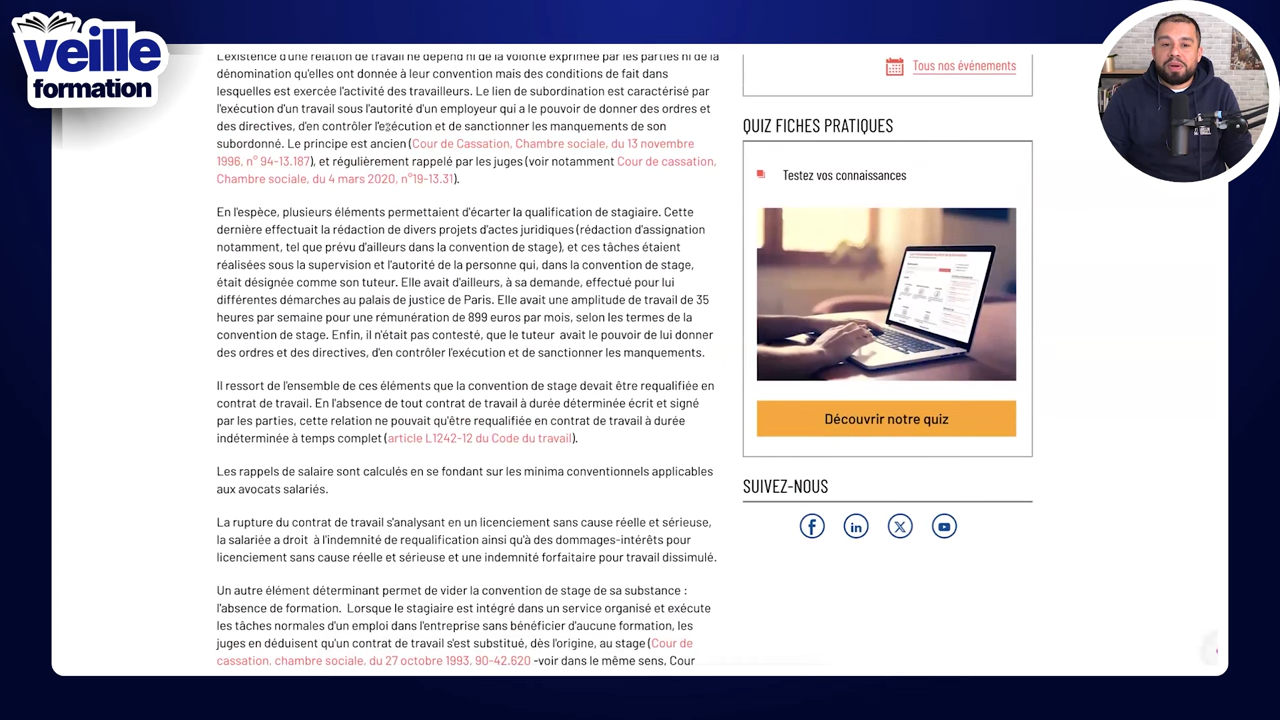 veille
formation
L'existence d'une relation de travail ne dépend ni de la volonté exprimée par les parties ni de la
dénomination qu'elles ont donnée à leur convention mais des conditions de fait dans
lesquelles est exercée l'activité des travailleurs. Le lien de subordination est caractérisé par
l'exécution d'un travail sous l'autorité d'un employeur qui a le pouvoir de donner des ordres et
des directives, d'en contrôler l'exécution et de sanctionner les manquements de son
subordonné. Le principe est ancien (Cour de Cassation, Chambre sociale, du 13 novembre
1996, n° 94-13.187), et régulièrement rappelé par les juges (voir notamment Cour de cassation,
Chambre sociale, du 4 mars 2020, n°19-13.31).
En l'espèce, plusieurs éléments permettaient d'écarter la qualification de stagiaire. Cette
dernière effectuait la rédaction de divers projets d'actes juridiques (rédaction d'assignation
notamment, tel que prévu d'ailleurs dans la convention de stage), et ces tâches étaient
réalisées sous la supervision et l'autorité de la personne qui, dans la convention de stage,
était désignée comme son tuteur. Elle avait d'ailleurs, à sa demande, effectué pour lui
différentes démarches au palais de justice de Paris. Elle avait une amplitude de travail de 35
heures par semaine pour une rémunération de 899 euros par mois, selon les termes de la
convention de stage. Enfin, il n'était pas contesté, que le tuteur avait le pouvoir de lui donner
des ordres et des directives, d'en contrôler l'exécution et de sanctionner les manquements.
Il ressort de l'ensemble de ces éléments que la convention de stage devait être requalifiée en
contrat de travail. En l'absence de tout contrat de travail à durée déterminée écrit et signé
par les parties, cette relation ne pouvait qu'être requalifiée en contrat de travail à durée
indéterminée à temps complet (article L1242-12 du Code du travail).
Les rappels de salaire sont calculés en se fondant sur les minima conventionnels applicables
aux avocats salariés.
La rupture du contrat de travail s'analysant en un licenciement sans cause réelle et sérieuse,
la salariée a droit à l'indemnité de requalification ainsi qu'à des dommages-intérêts pour
licenciement sans cause réelle et sérieuse et une indemnité forfaitaire pour travail dissimulé.
Un autre élément déterminant permet de vider la convention de stage de sa substance :
l'absence de formation. Lorsque le stagiaire est intégré dans un service organisé et exécute
les tâches normales d'un emploi dans l'entreprise sans bénéficier d'aucune formation, les
juges en déduisent qu'un contrat de travail s'est substitué, dès l'origine, au stage (Cour de
cassation, chambre sociale, du 27 octobre 1993, 90-42.620 -voir dans le même sens, Cour
Tous nos événements
QUIZ FICHES PRATIQUES
Testez vos connaissances
Découvrir notre quiz
SUIVEZ-NOUS